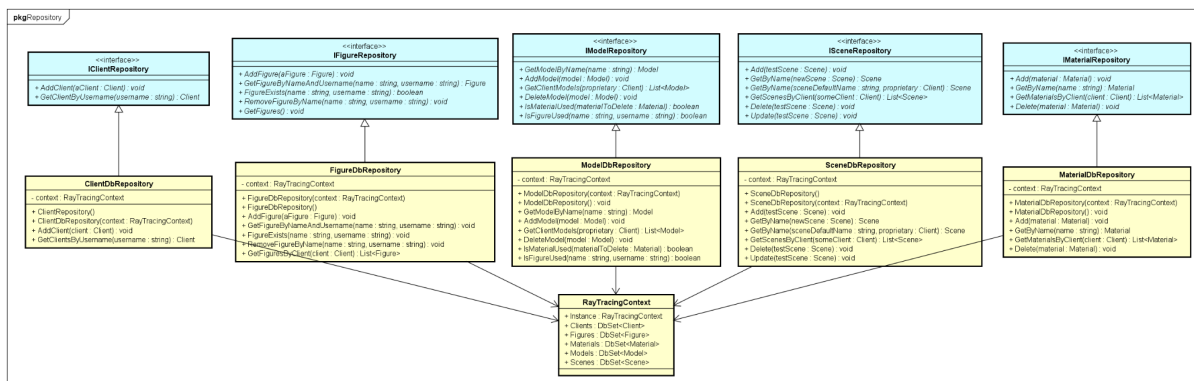 pkg Repository
<<interface>>
IClientRepository
+ AddClient(aClient : Client) : void
+ GetClientByUsername(username : string) : Client
<<interface>>
IFigureRepository
+ AddFigure(aFigure : Figure) : void
+ GetFigureByNameAndUsername(name : string, username : string) : Figure
+ FigureExists(name : string, username : string) : boolean
+ RemoveFigureByName(name : string, username : string) : void
+ GetFigures() : void
<<interface>>
IModelRepository
+ GetModelByName(name : string) : Model
+ AddModel(model : Model) : void
+ GetClientModels(proprietary : Client) : List<Model>
+ DeleteModel(model : Model) : void
+ IsMaterialUsed(materialToDelete : Material) : boolean
+ IsFigureUsed(name : string, username : string) : boolean
<<interface>>
ISceneRepository
+ Add(testScene : Scene) : void
+ GetByName(newScene : Scene) : Scene
+ GetByName(sceneDefaultName : string, proprietary : Client) : Scene
+ GetScenesByClient(someClient : Client) : List<Scene>
+ Delete(testScene : Scene) : void
+ Update(testScene : Scene) : void
<<interface>>
IMaterialRepository
+ Add(material : Material) : void
+ GetByName(name : string) : Material
+ GetMaterialsByClient(client : Client) : List<Material>
+ Delete(material : Material) : void
ClientDbRepository
- context : RayTracingContext
+ ClientRepository()
+ ClientDbRepository(context : RayTracingContext)
+ AddClient(client : Client) : void
+ GetClientsByUsername(username : string) : Client
FigureDbRepository
- context : RayTracingContext
+ FigureDbRepository(context : RayTracingContext)
+ FigureDbRepository()
+ AddFigure(aFigure : Figure) : void
+ GetFigureByNameAndUsername(name : string, username : string) : void
+ FigureExists(name : string, username : string) : void
+ RemoveFigureByName(name : string, username : string) : void
+ GetFiguresByClient(client : Client) : List<Figure>
ModelDbRepository
- context : RayTracingContext
+ ModelDbRepository(context : RayTracingContext)
+ ModelDbRepository() : void
+ GetModelByName(name : string) : Model
+ AddModel(model : Model) : void
+ GetClientModels(proprietary : Client) : List<Model>
+ DeleteModel(model : Model) : void
+ IsMaterialUsed(materialToDelete : Material) : boolean
+ IsFigureUsed(name : string, username : string) : boolean
SceneDbRepository
- context : RayTracingContext
+ SceneDbRepository()
+ SceneDbRepository(context : RayTracingContext)
+ Add(testScene : Scene) : void
+ GetByName(newScene : Scene) : Scene
+ GetByName(sceneDefaultName : string, proprietary : Client) : Scene
+ GetScenesByClient(someClient : Client) : List<Scene>
+ Delete(testScene : Scene) : void
+ Update(testScene : Scene) : void
MaterialDbRepository
- context : RayTracingContext
+ MaterialDbRepository(context : RayTracingContext)
+ MaterialDbRepository() : void
+ Add(material : Material) : void
+ GetByName(name : string) : Material
+ GetMaterialsByClient(client : Client) : List<Material>
+ Delete(material : Material) : void
RayTracingContext
+ Instance : RayTracingContext
+ Clients : DbSet<Client>
+ Figures : DbSet<Figure>
+ Materials : DbSet<Material>
+ Models : DbSet<Model>
+ Scenes : DbSet<Scene>